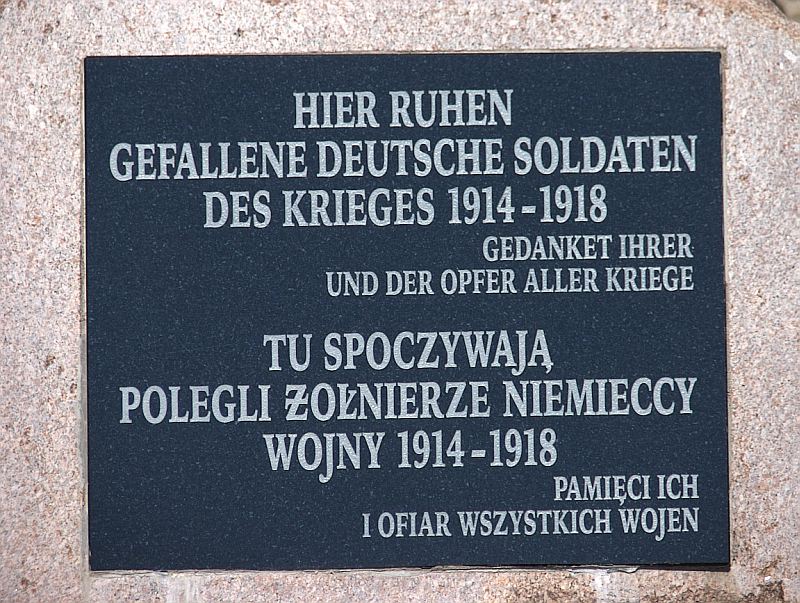 HIER RUHEN
GEFALLENE DEUTSCHE SOLDATEN
DES KRIEGES 1914-1918
GEDANKET IHRER
UND DER OPFER ALLER KRIEGE
TU SPOCZYWAJĄ
POLEGLI ŻOŁNIERZE NIEMIECCY
WOJNY 1914-1918
PAMIĘCI ICH
I OFIAR WSZYSTKICH WOJEN